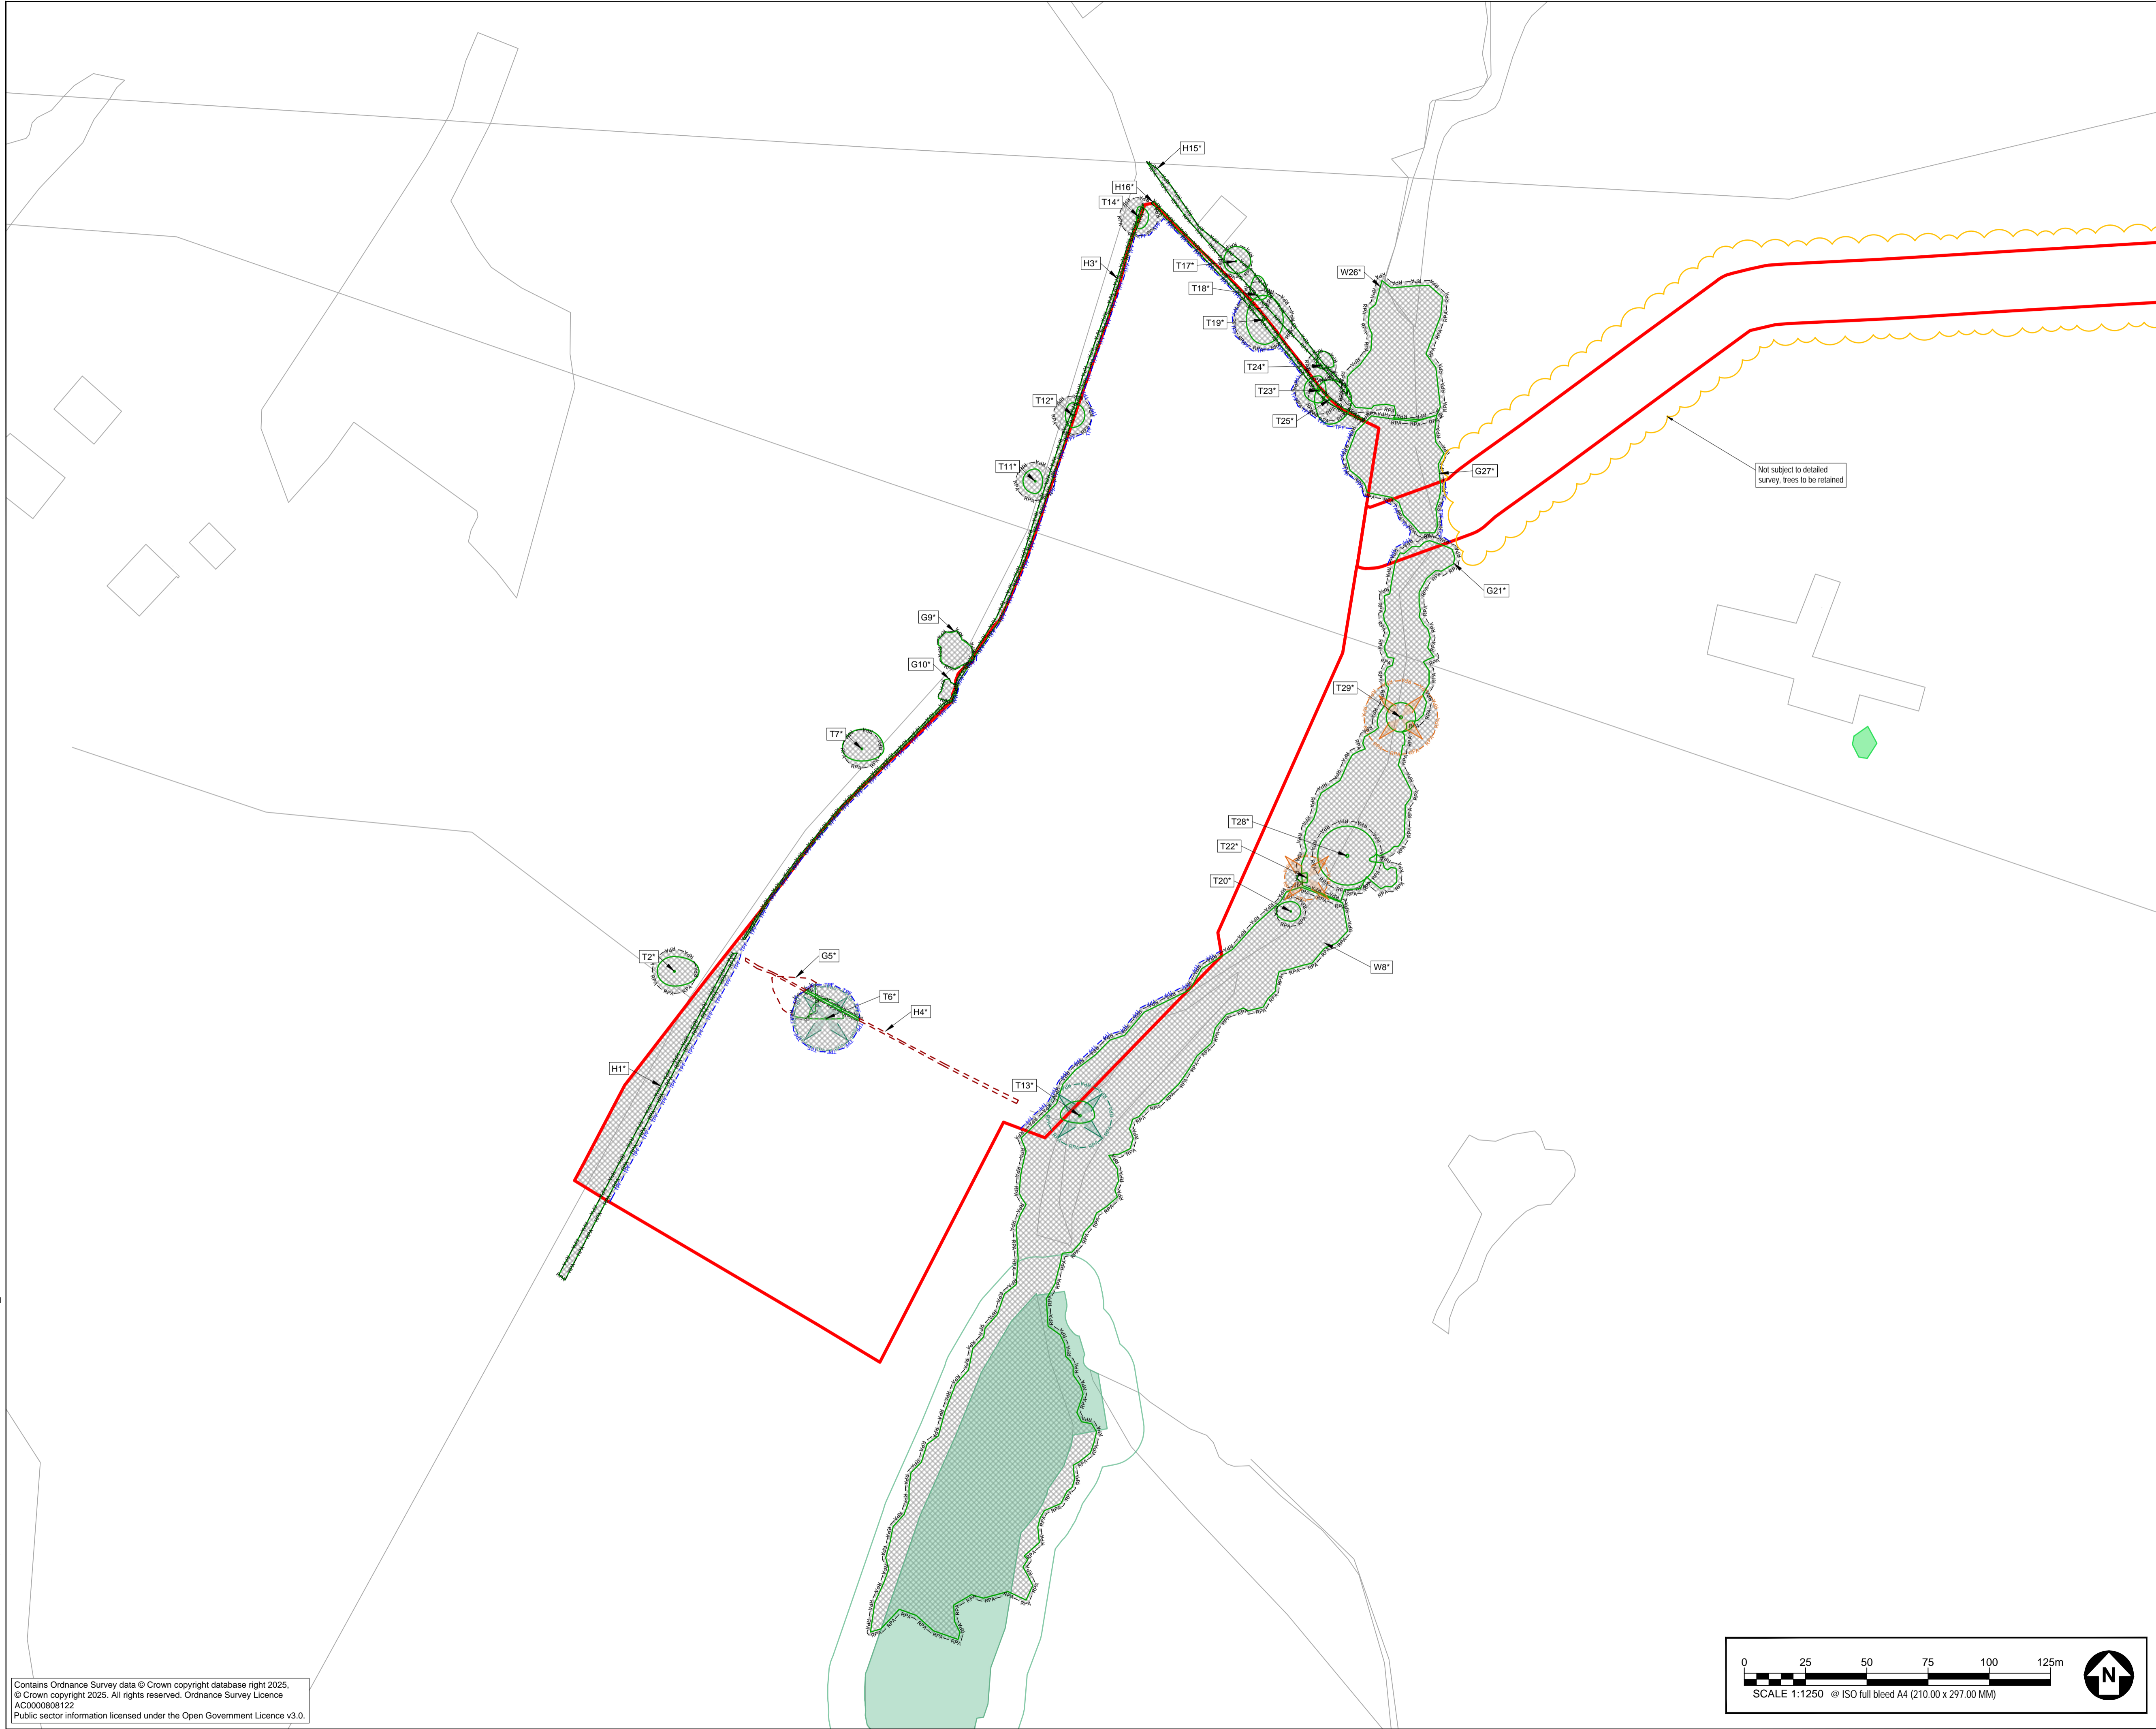 H15*
H16*
T14*
H3*
T17*
W26*
T18*
T19*
T24*
T23*
T12*
T25*
T11*
G27*
Not subject to detailed
survey, trees to be retained
G21*
G9*
G10*
T29*
T7*
T28*
T22*
T20*
T2*
G5*
W8*
T6*
H4*
H1*
T13*
RPA
TPF
Contains Ordnance Survey data © Crown copyright database right 2025,
© Crown copyright 2025. All rights reserved. Ordnance Survey Licence
AC0000808122
Public sector information licensed under the Open Government Licence v3.0.
0 25 50 75 100 125m
SCALE 1:1250 @ ISO full bleed A4 (210.00 x 297.00 MM)
N